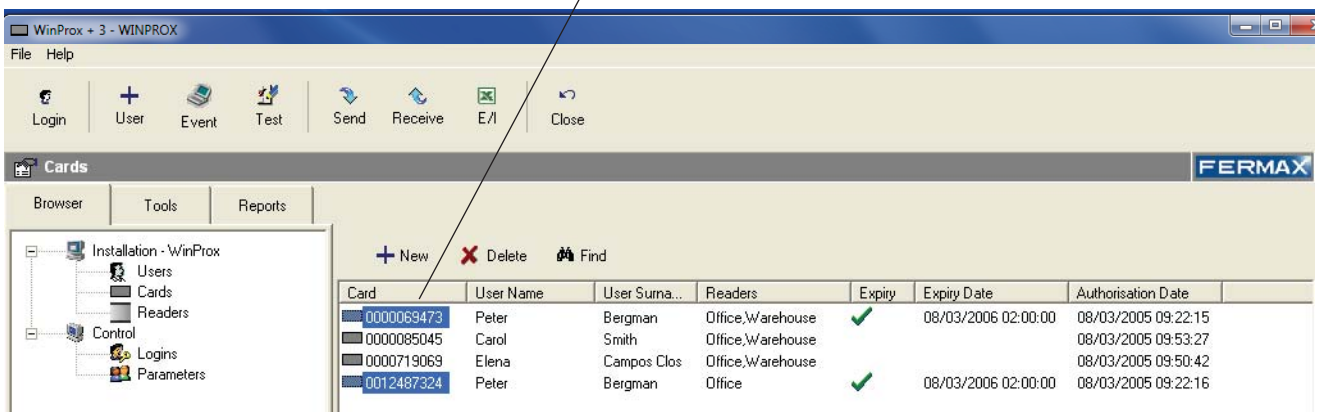 WinProx + 3 - WINPROX
File Help
Login User Event Test Send Receive E/I Close
Cards FERMAX
Browser Tools Reports
Installation - WinProx
Users
Cards
Readers
Control
Logins
Parameters
New Delete Find
Card User Name User Surna... Readers Expiry Expiry Date Authorisation Date
0000069473 Peter Bergman Office,Warehouse 08/03/2006 02:00:00 08/03/2005 09:22:15
0000085045 Carol Smith Office,Warehouse 08/03/2005 09:53:27
0000719069 Elena Campos Clos Office,Warehouse 08/03/2005 09:50:42
0012487324 Peter Bergman Office 08/03/2006 02:00:00 08/03/2005 09:22:16